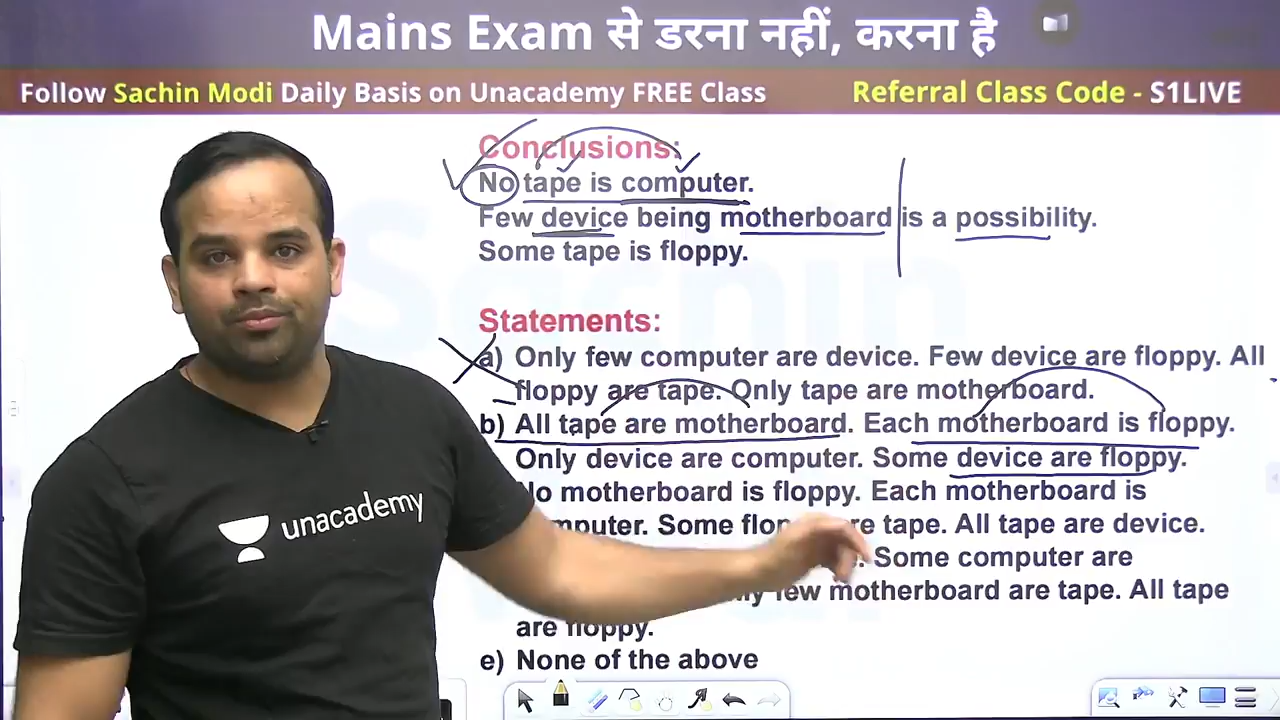 Mains Exam से डरना नहीं, करना है
Follow Sachin Modi Daily Basis on Unacademy FREE Class
Referral Class Code - S1LIVE
Conclusions:
No tape is computer.
Few device being motherboard is a possibility.
Some tape is floppy.
Statements:
a) Only few computer are device. Few device are floppy. All
floppy are tape. Only tape are motherboard.
b) All tape are motherboard. Each motherboard is floppy.
Only device are computer. Some device are floppy.
No motherboard is floppy. Each motherboard is
Some are tape. All tape are device.
Some computer are
few motherboard are tape. All tape
are floppy.
e) None of the above
unacademy